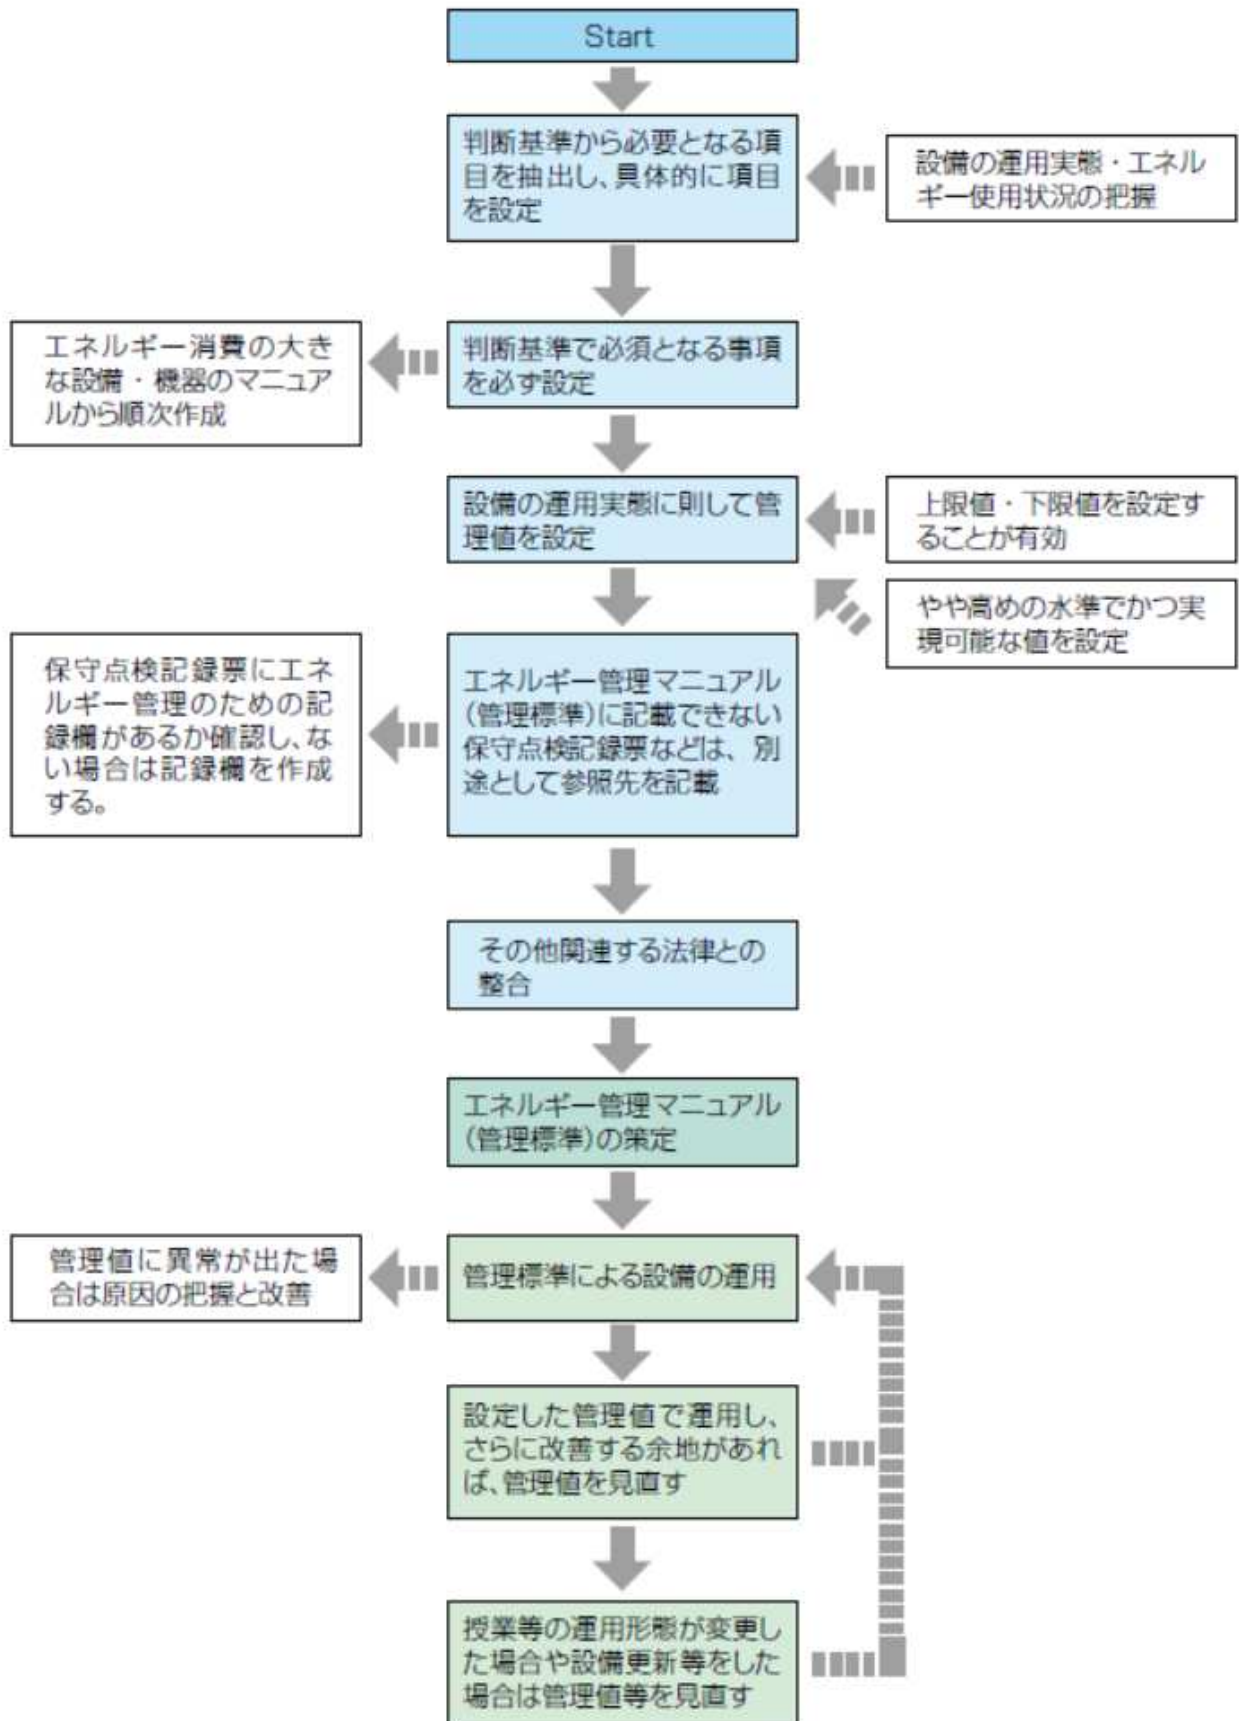 Start
判断基準から必要となる項
目を抽出し、具体的に項目
を設定
設備の運用実態・エネル
ギー使用状況の把握
エネルギー消費の大き
な設備・機器のマニュア
ルから順次作成
判断基準で必須となる事項
を必ず設定
設備の運用実態に則して管
理値を設定
上限値・下限値を設定す
ることが有効
やや高めの水準でかつ実
現可能な値を設定
保守点検記録票にエネ
ルギー管理のための記
録欄があるか確認し、な
い場合は記録欄を作成
する。
エネルギー管理マニュアル
(管理標準)に記載できない
保守点検記録票などは、別
途として参照先を記載
その他関連する法律との
整合
エネルギー管理マニュアル
(管理標準)の策定
管理値に異常が出た場
合は原因の把握と改善
管理標準による設備の運用
設定した管理値で運用し、
さらに改善する余地があれ
ば、管理値を見直す
授業等の運用形態が変更し
た場合や設備更新等をした
場合は管理値等を見直す